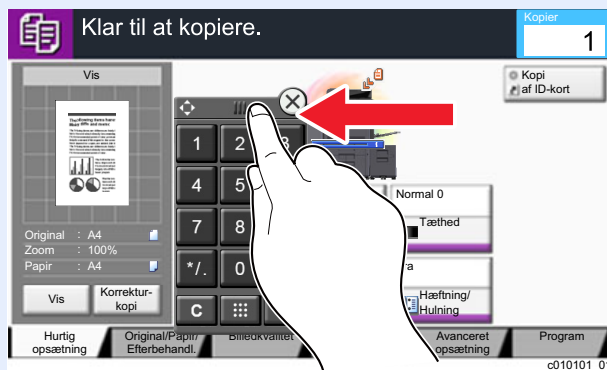 Klar til at kopiere.
Kopier
1
Vis
Kopi
af ID-kort
1 2 3
4 5
7 8
*/. 0
C
Original : A4
Zoom : 100%
Papir : A4
Vis
Korrektur-
kopi
Normal 0
Tæthed
Hæftning/
Hulning
Hurtig
opsætning
Original/Papir/
Efterbehandl.
Billedkvalitet
Avanceret
opsætning
Program